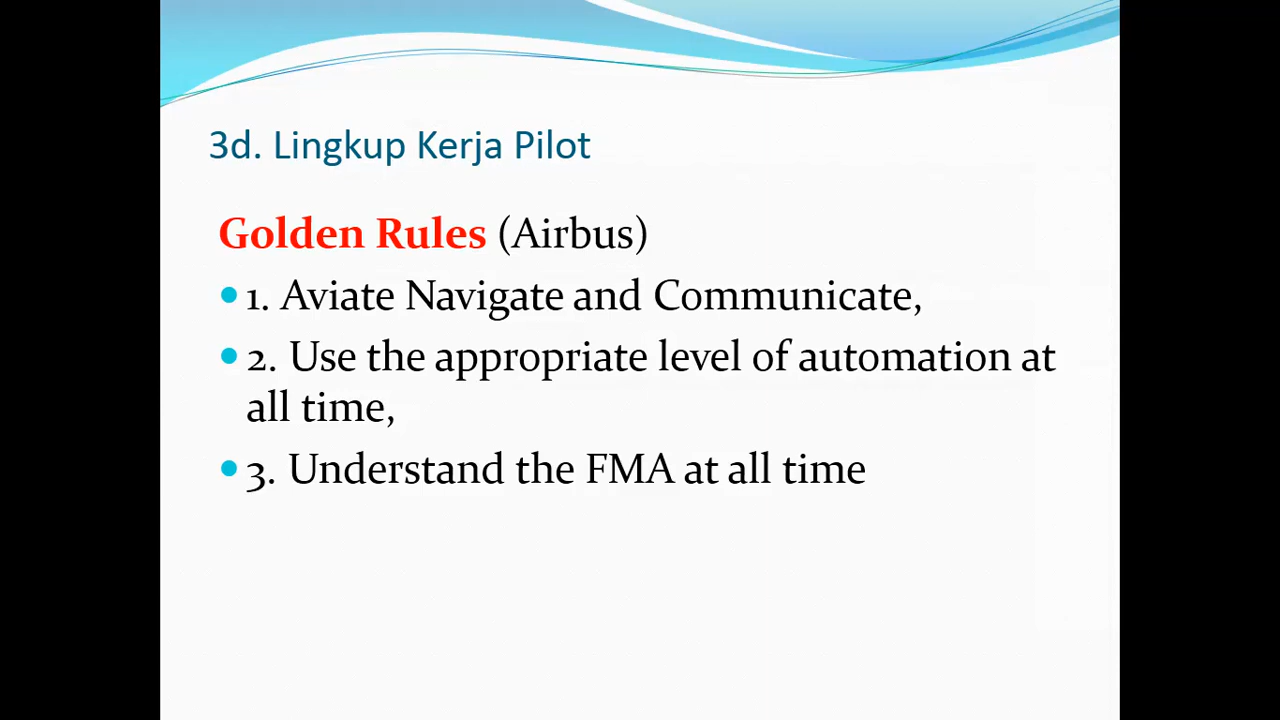 3d. Lingkup Kerja Pilot
Golden Rules (Airbus)
1. Aviate Navigate and Communicate,
2. Use the appropriate level of automation at
all time,
3. Understand the FMA at all time